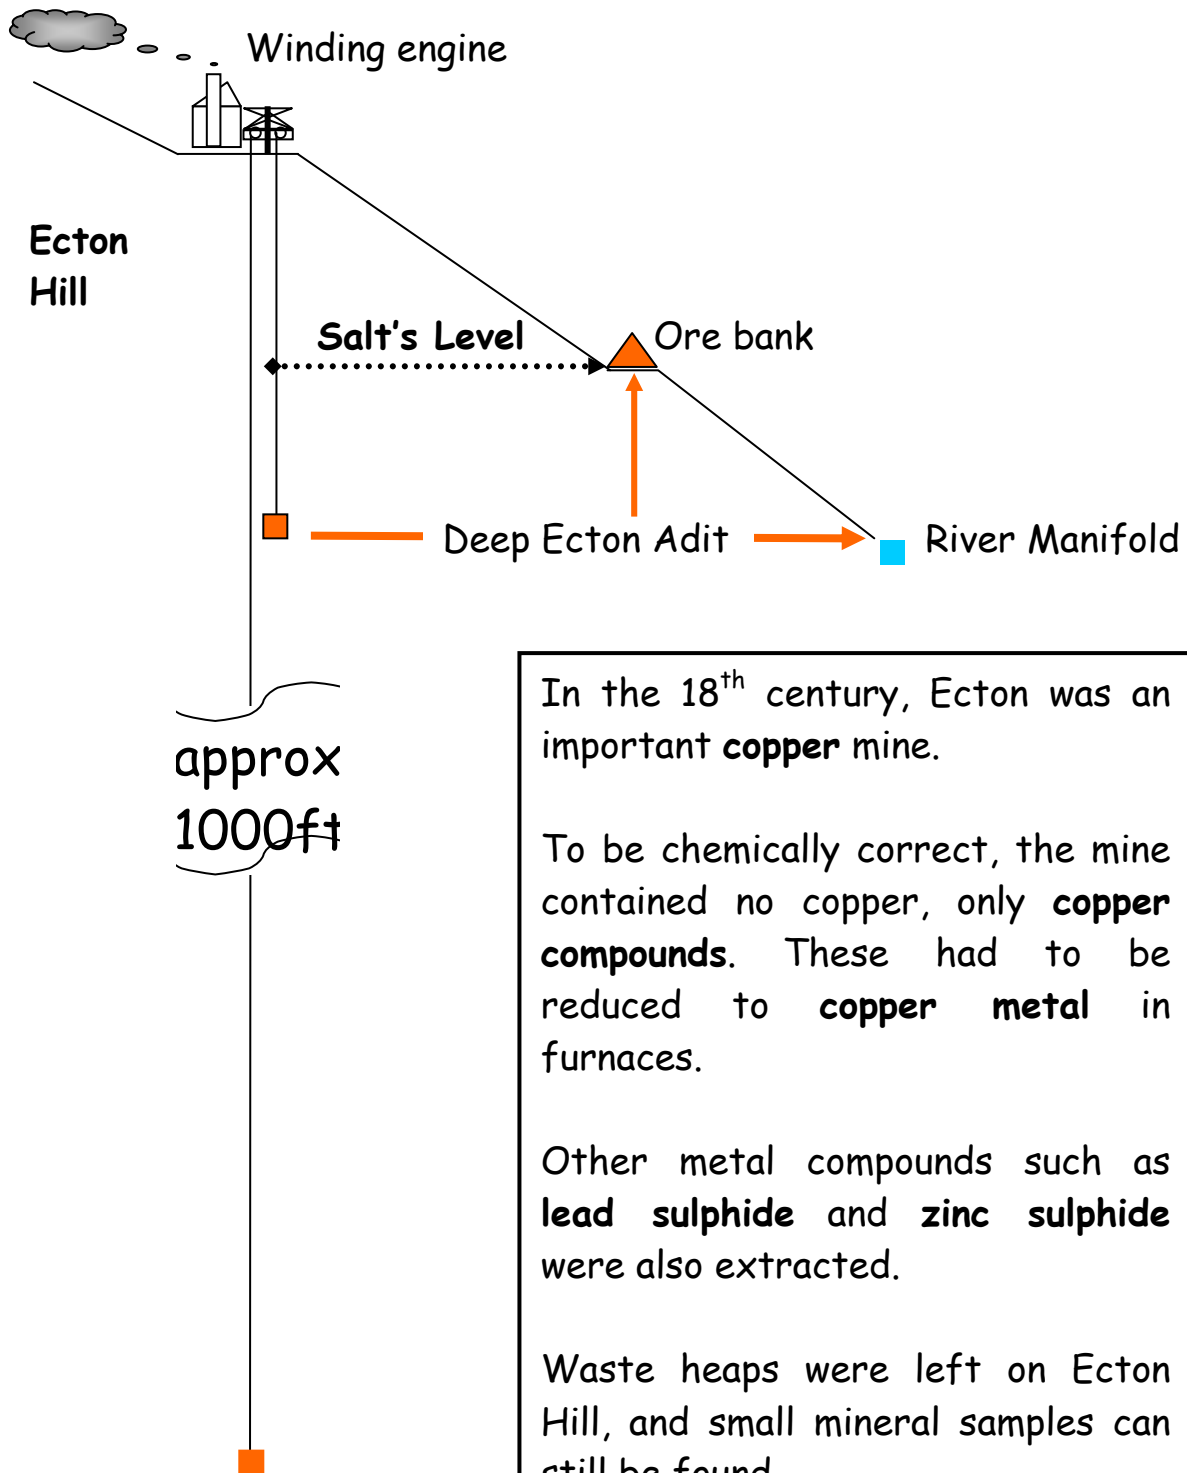 Winding engine
Ecton
Hill
Salt's Level
Ore bank
Deep Ecton Adit
River Manifold
approx
1000ft
In the 18th century, Ecton was an
important copper mine.
To be chemically correct, the mine
contained no copper, only copper
compounds. These had to be
reduced to copper metal in
furnaces.
Other metal compounds such as
lead sulphide and zinc sulphide
were also extracted.
Waste heaps were left on Ecton
Hill, and small mineral samples can
still be found